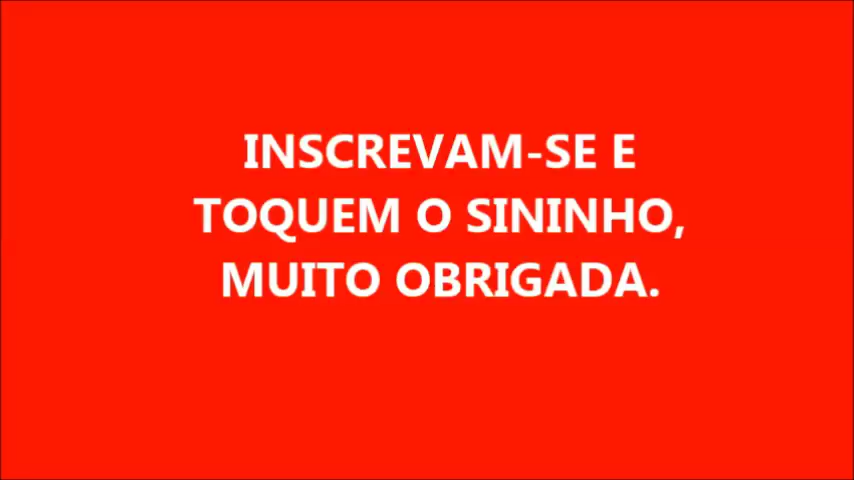 INSCREVAM-SE E
TOQUEM O SININHO,
MUITO OBRIGADA.